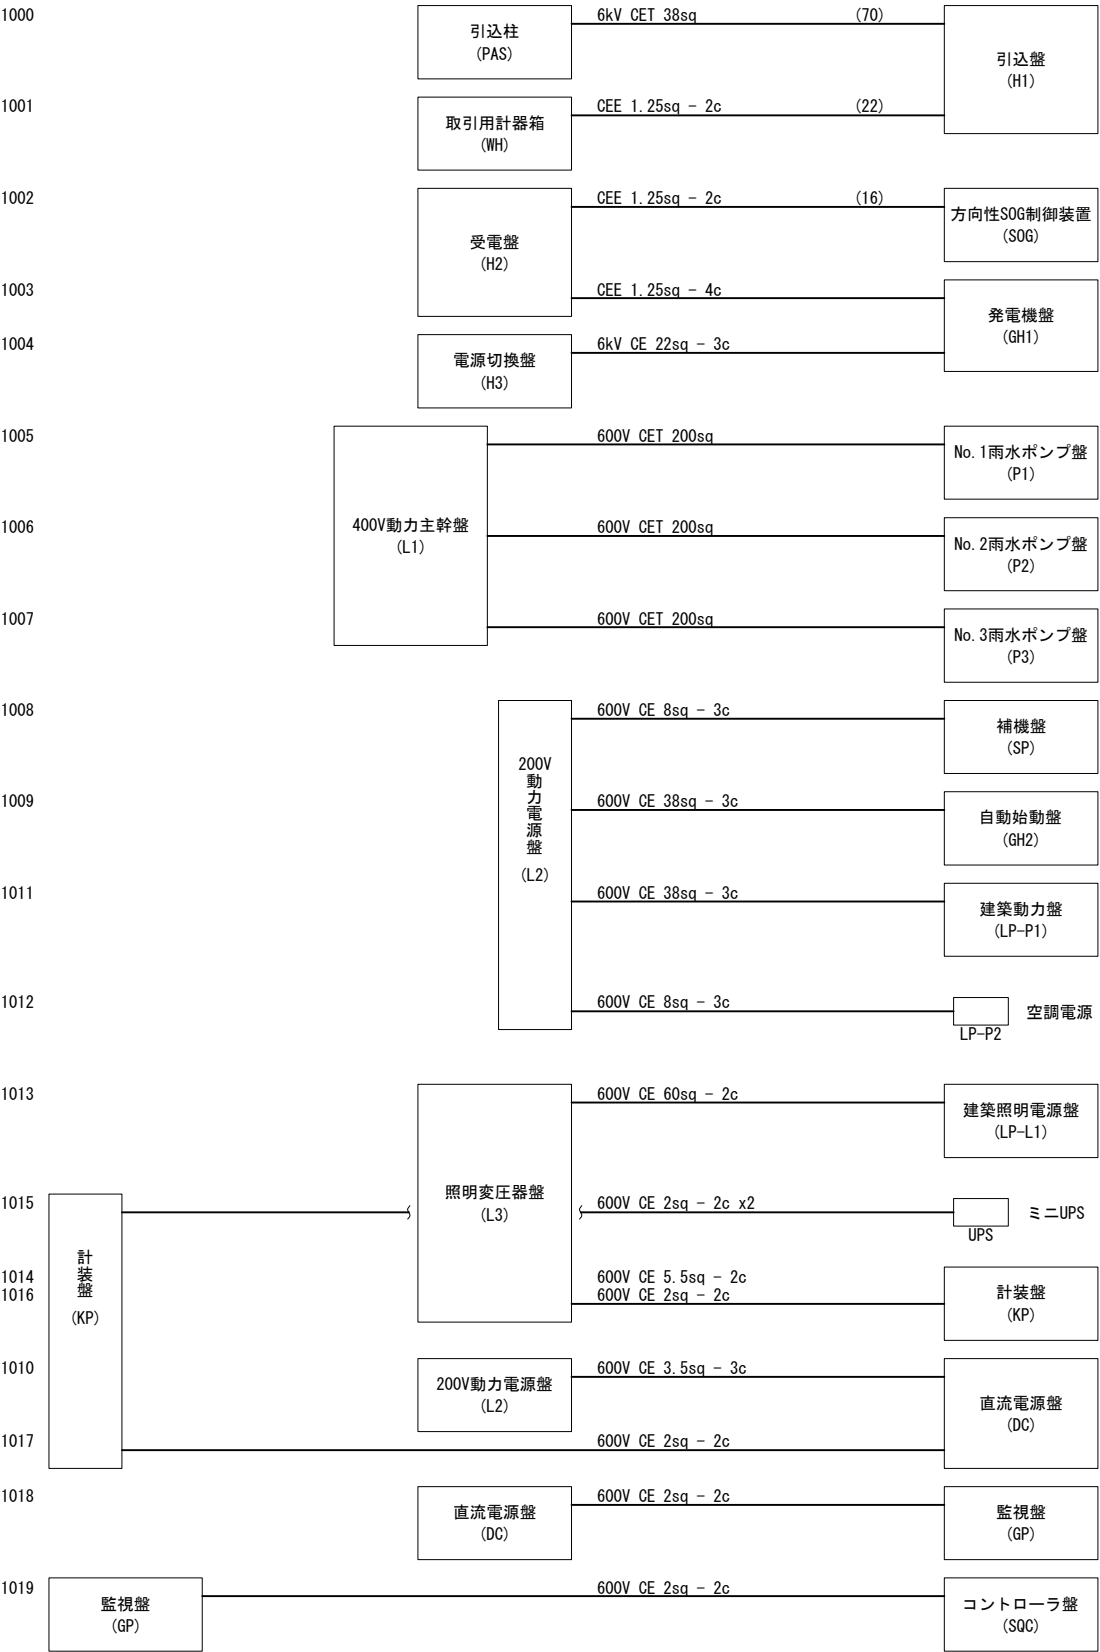 1000
6kV CET 38sq
(70)
引込柱
(PAS)
引込盤
(H1)
1001
CEE 1.25sq − 2c
(22)
取引用計器箱
(WH)
1002
CEE 1.25sq − 2c
(16)
受電盤
(H2)
方向性SOG制御装置
(SOG)
1003
CEE 1.25sq − 4c
発電機盤
(GH1)
1004
6kV CE 22sq − 3c
電源切換盤
(H3)
1005
600V CET 200sq
No.1雨水ポンプ盤
(P1)
1006
600V CET 200sq
400V動力主幹盤
(L1)
No.2雨水ポンプ盤
(P2)
1007
600V CET 200sq
No.3雨水ポンプ盤
(P3)
1008
600V CE 8sq − 3c
補機盤
(SP)
200V
動力電源盤
(L2)
1009
600V CE 38sq − 3c
自動始動盤
(GH2)
1011
600V CE 38sq − 3c
建築動力盤
(LP−P1)
1012
600V CE 8sq − 3c
空調電源
LP−P2
1013
600V CE 60sq − 2c
建築照明電源盤
(LP−L1)
照明変圧器盤
(L3)
1015
600V CE 2sq − 2c x2
ミニUPS
UPS
計装盤
(KP)
1014
600V CE 5.5sq − 2c
1016
600V CE 2sq − 2c
計装盤
(KP)
1010
600V CE 3.5sq − 3c
200V動力電源盤
(L2)
直流電源盤
(DC)
1017
600V CE 2sq − 2c
1018
600V CE 2sq − 2c
直流電源盤
(DC)
監視盤
(GP)
1019
600V CE 2sq − 2c
監視盤
(GP)
コントローラ盤
(SQC)